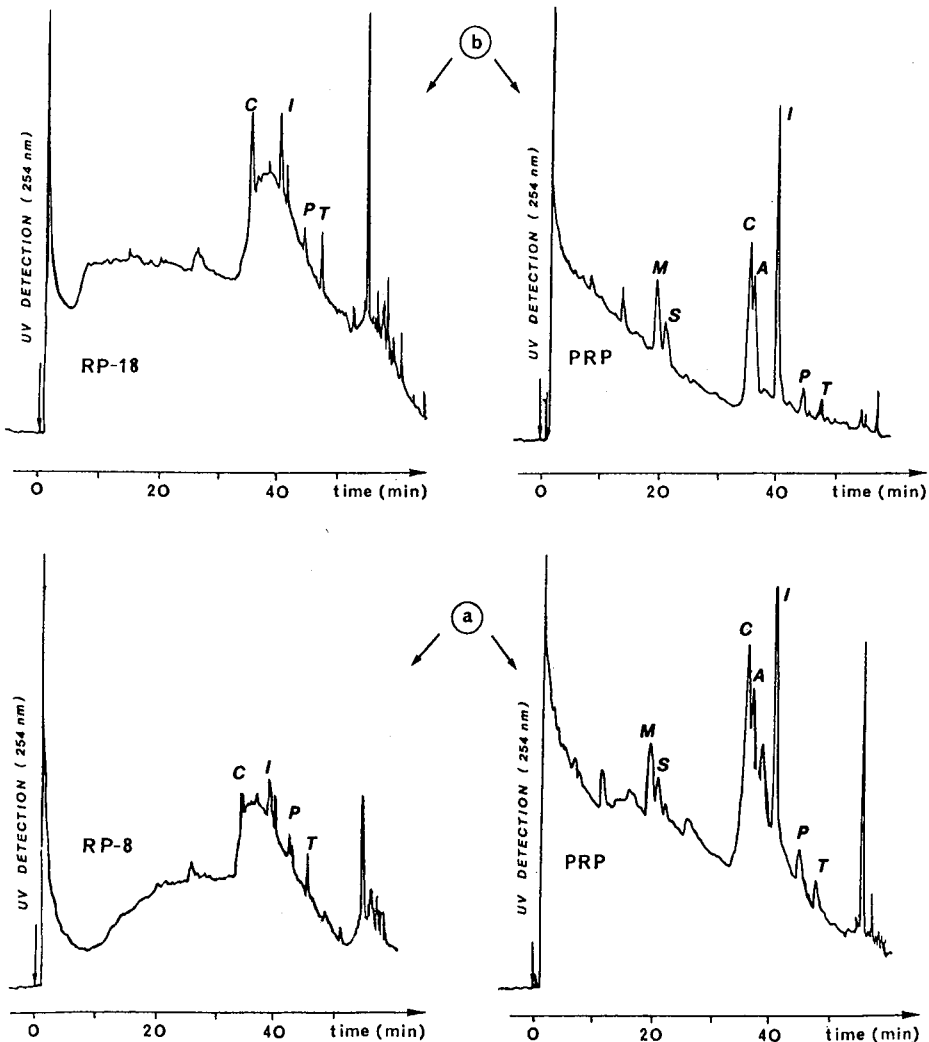 b
UV DETECTION ( 254 nm)
C
I
P
T
RP-18
0
20
40
time (min)
UV DETECTION ( 254 nm)
I
C
A
M
S
P
T
PRP
0
20
40
time (min)
a
UV DETECTION ( 254 nm)
C
I
P
T
RP-8
0
20
40
time (min)
UV DETECTION ( 254 nm)
I
C
A
M
S
P
T
PRP
0
20
40
time (min)